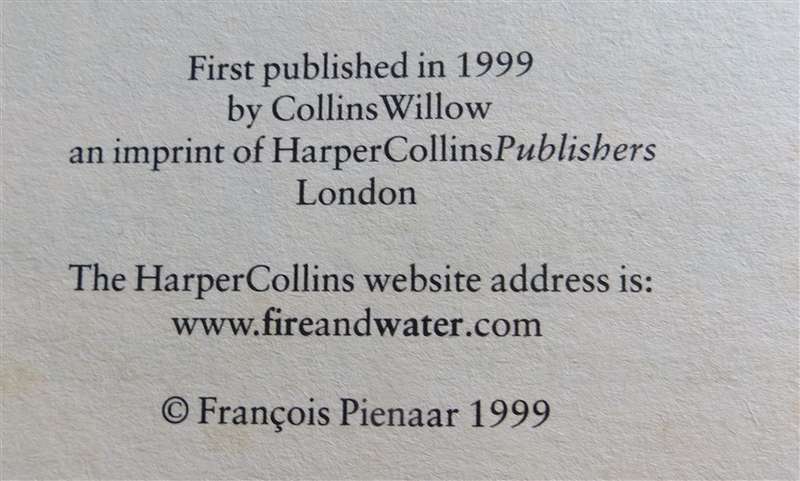 First published in 1999
by CollinsWillow
an imprint of HarperCollinsPublishers
London
The HarperCollins website address is:
www.fireandwater.com
© François Pienaar 1999